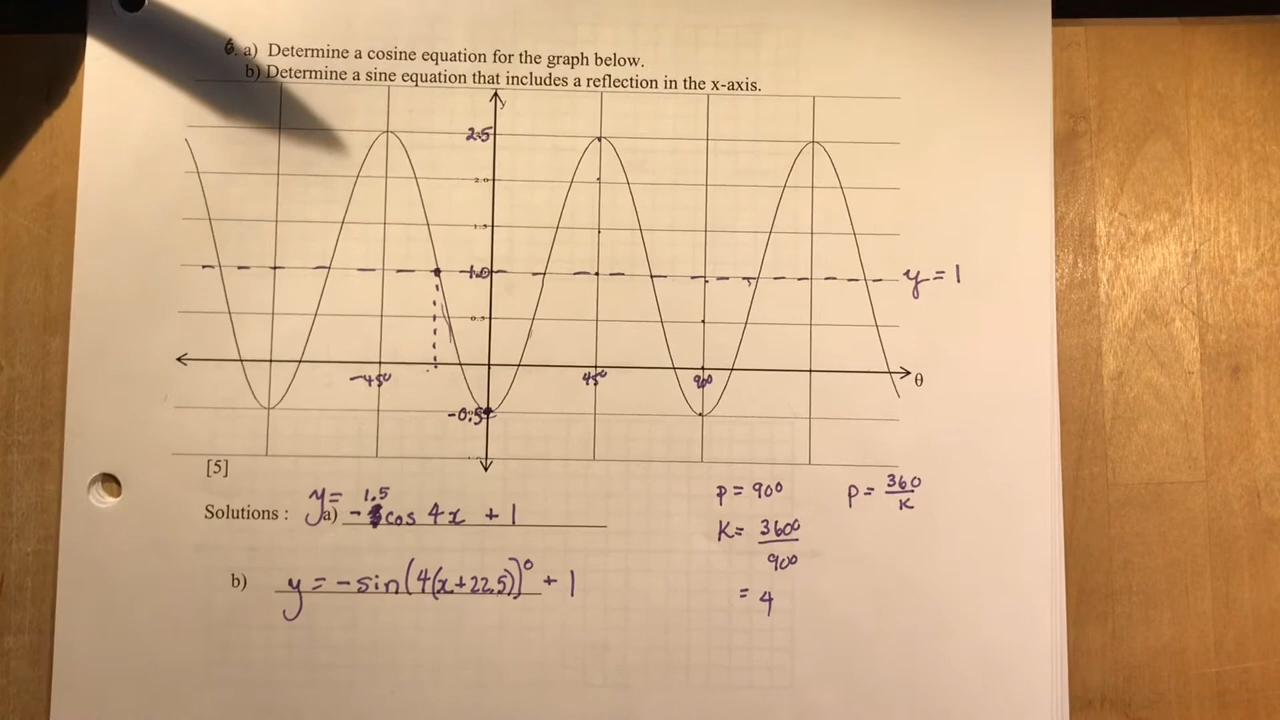 6. a) Determine a cosine equation for the graph below.
b) Determine a sine equation that includes a reflection in the x-axis.
y
2.5
2.0
1.5
1.0
y = 1
0.5
-45° 45° 90° θ
-0.5
[5]
P = 90° P = 360/K
Solutions : a) y = -1.5 cos 4x + 1
K = 360°/90°
b) y = -sin(4(x+22.5))° + 1
= 4